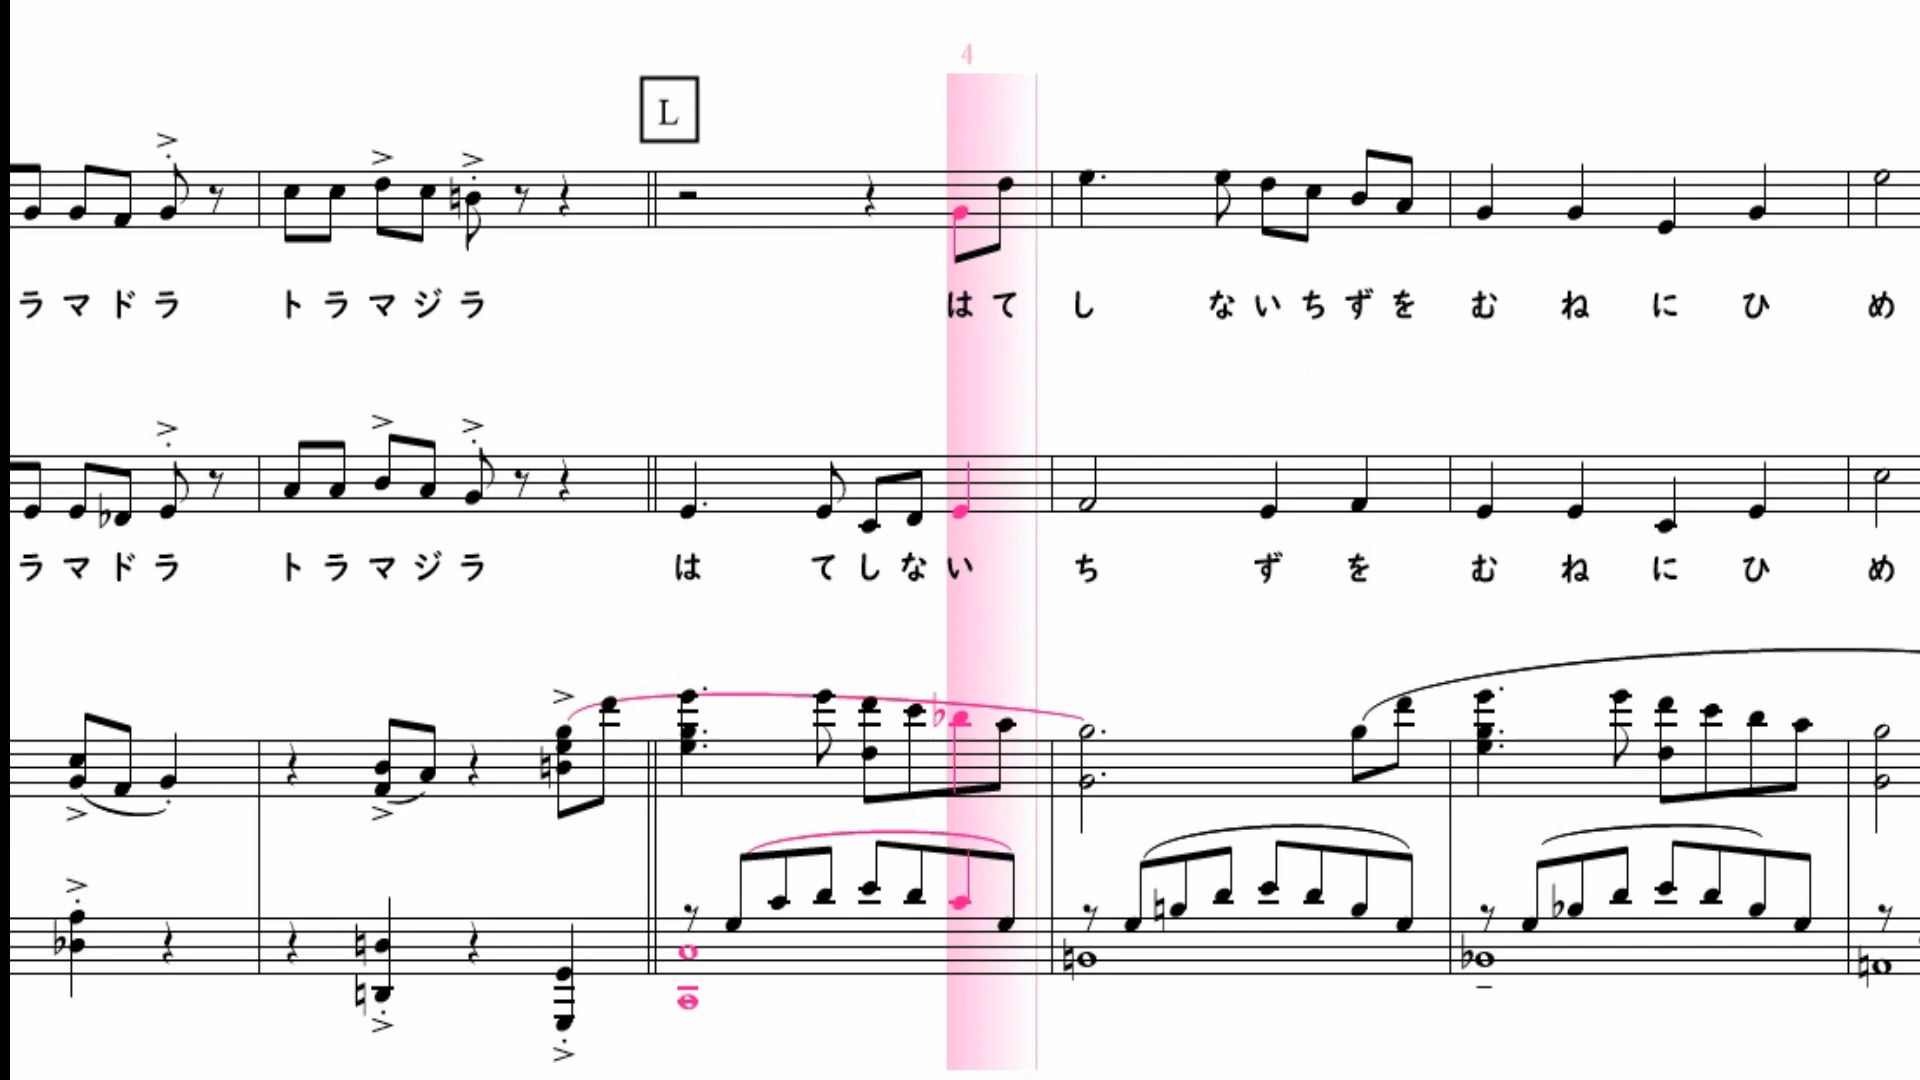 4
L
ラマドラ トラマジラ はてし ないちずを むねにひ め
ラマドラ トラマジラ は てしない ち ずを むねにひ め